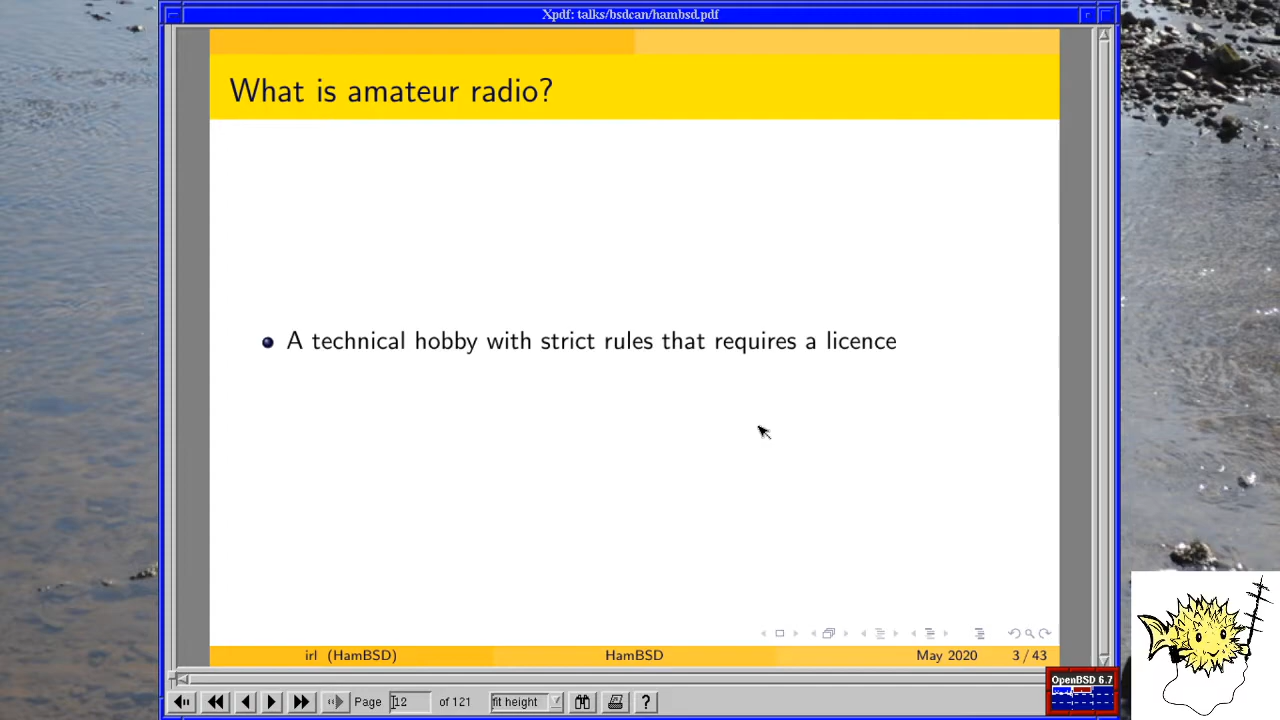 Xpdf: talks/bsdcan/hambsd.pdf
What is amateur radio?
A technical hobby with strict rules that requires a licence
irl (HamBSD) HamBSD May 2020 3 / 43
Page 12 of 121 fit height ?
OpenBSD 6.7